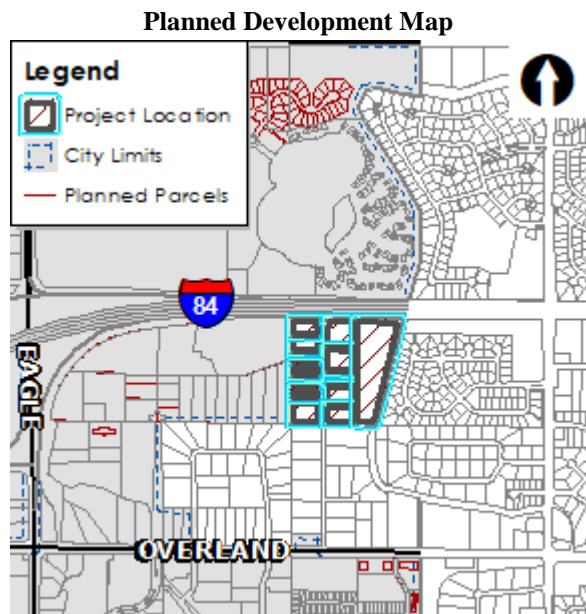 Planned Development Map
Legend
Project Location
City Limits
Planned Parcels
84
EAGLE
OVERLAND